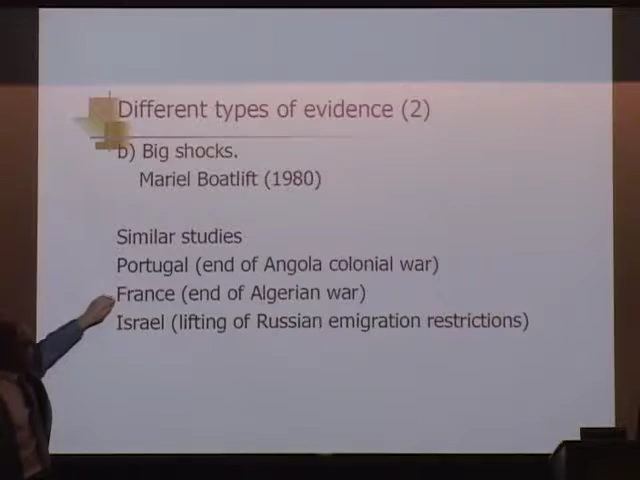 Different types of evidence (2)
b) Big shocks.
Mariel Boatlift (1980)
Similar studies
Portugal (end of Angola colonial war)
France (end of Algerian war)
Israel (lifting of Russian emigration restrictions)